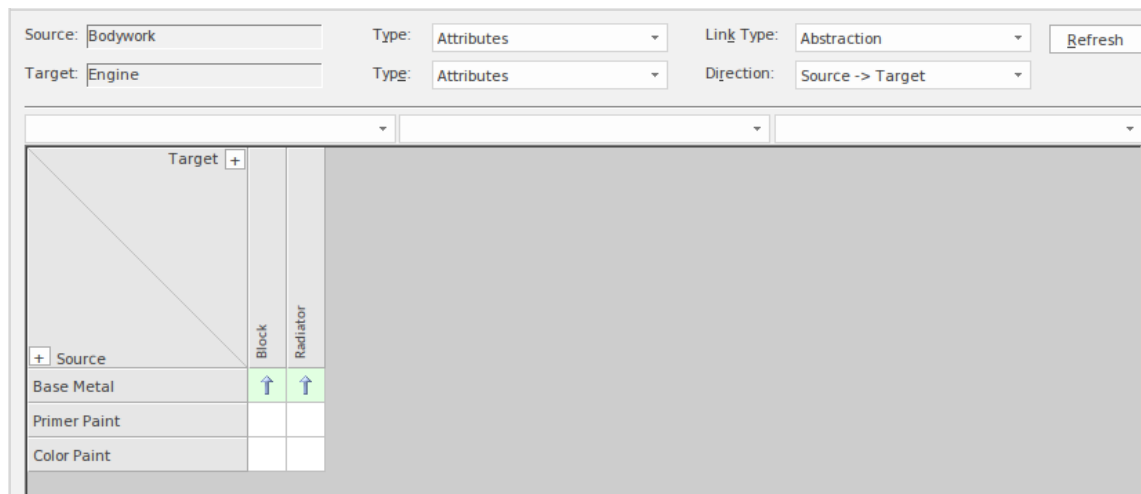 Source: Bodywork Type: Attributes Link Type: Abstraction Refresh
Target: Engine Type: Attributes Direction: Source -> Target
Target +
Block
Radiator
+ Source
Base Metal
Primer Paint
Color Paint